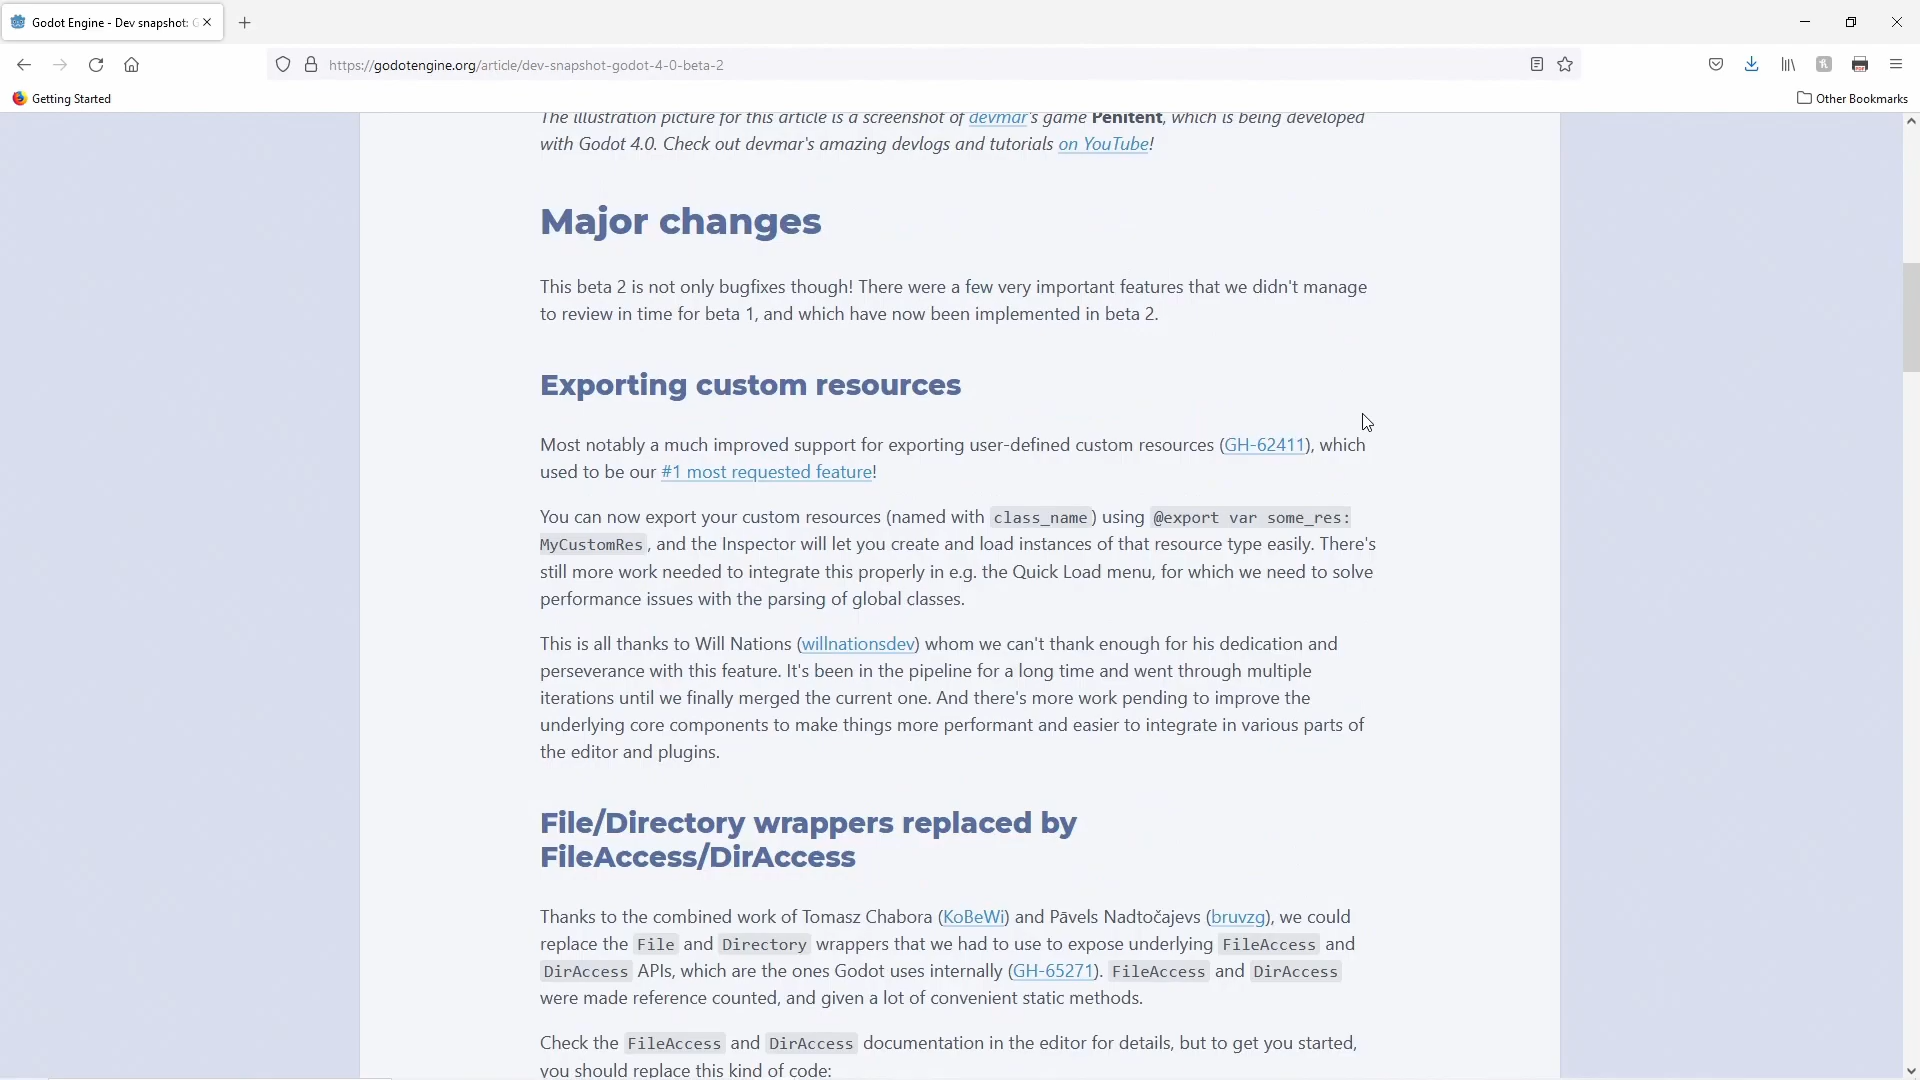 Godot Engine - Dev snapshot: G
https://godotengine.org/article/dev-snapshot-godot-4-0-beta-2
Getting Started
Other Bookmarks
The illustration picture for this article is a screenshot of devmar's game Penitent, which is being developed
with Godot 4.0. Check out devmar's amazing devlogs and tutorials on YouTube!
Major changes
This beta 2 is not only bugfixes though! There were a few very important features that we didn't manage
to review in time for beta 1, and which have now been implemented in beta 2.
Exporting custom resources
Most notably a much improved support for exporting user-defined custom resources (GH-62411), which
used to be our #1 most requested feature!
You can now export your custom resources (named with class_name) using @export var some_res:
MyCustomRes, and the Inspector will let you create and load instances of that resource type easily. There's
still more work needed to integrate this properly in e.g. the Quick Load menu, for which we need to solve
performance issues with the parsing of global classes.
This is all thanks to Will Nations (willnationsdev) whom we can't thank enough for his dedication and
perseverance with this feature. It's been in the pipeline for a long time and went through multiple
iterations until we finally merged the current one. And there's more work pending to improve the
underlying core components to make things more performant and easier to integrate in various parts of
the editor and plugins.
File/Directory wrappers replaced by
FileAccess/DirAccess
Thanks to the combined work of Tomasz Chabora (KoBeWi) and Pāvels Nadtočajevs (bruvzg), we could
replace the File and Directory wrappers that we had to use to expose underlying FileAccess and
DirAccess APIs, which are the ones Godot uses internally (GH-65271). FileAccess and DirAccess
were made reference counted, and given a lot of convenient static methods.
Check the FileAccess and DirAccess documentation in the editor for details, but to get you started,
you should replace this kind of code: